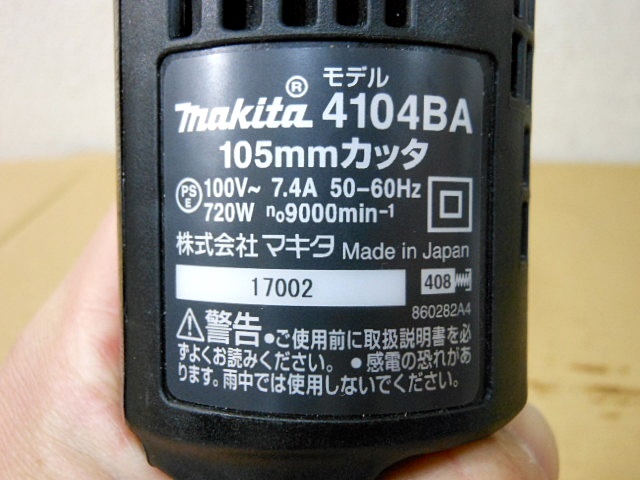 モデル
makita® 4104BA
105mmカッタ
PSE 100V~ 7.4A 50-60Hz
720W n₀9000min⁻¹
株式会社 マキタ Made in Japan
17002 408
860282A4
⚠警告 ●ご使用前に取扱説明書を必
ずよくお読みください。 ●感電の恐れがあ
ります。雨中では使用しないでください。